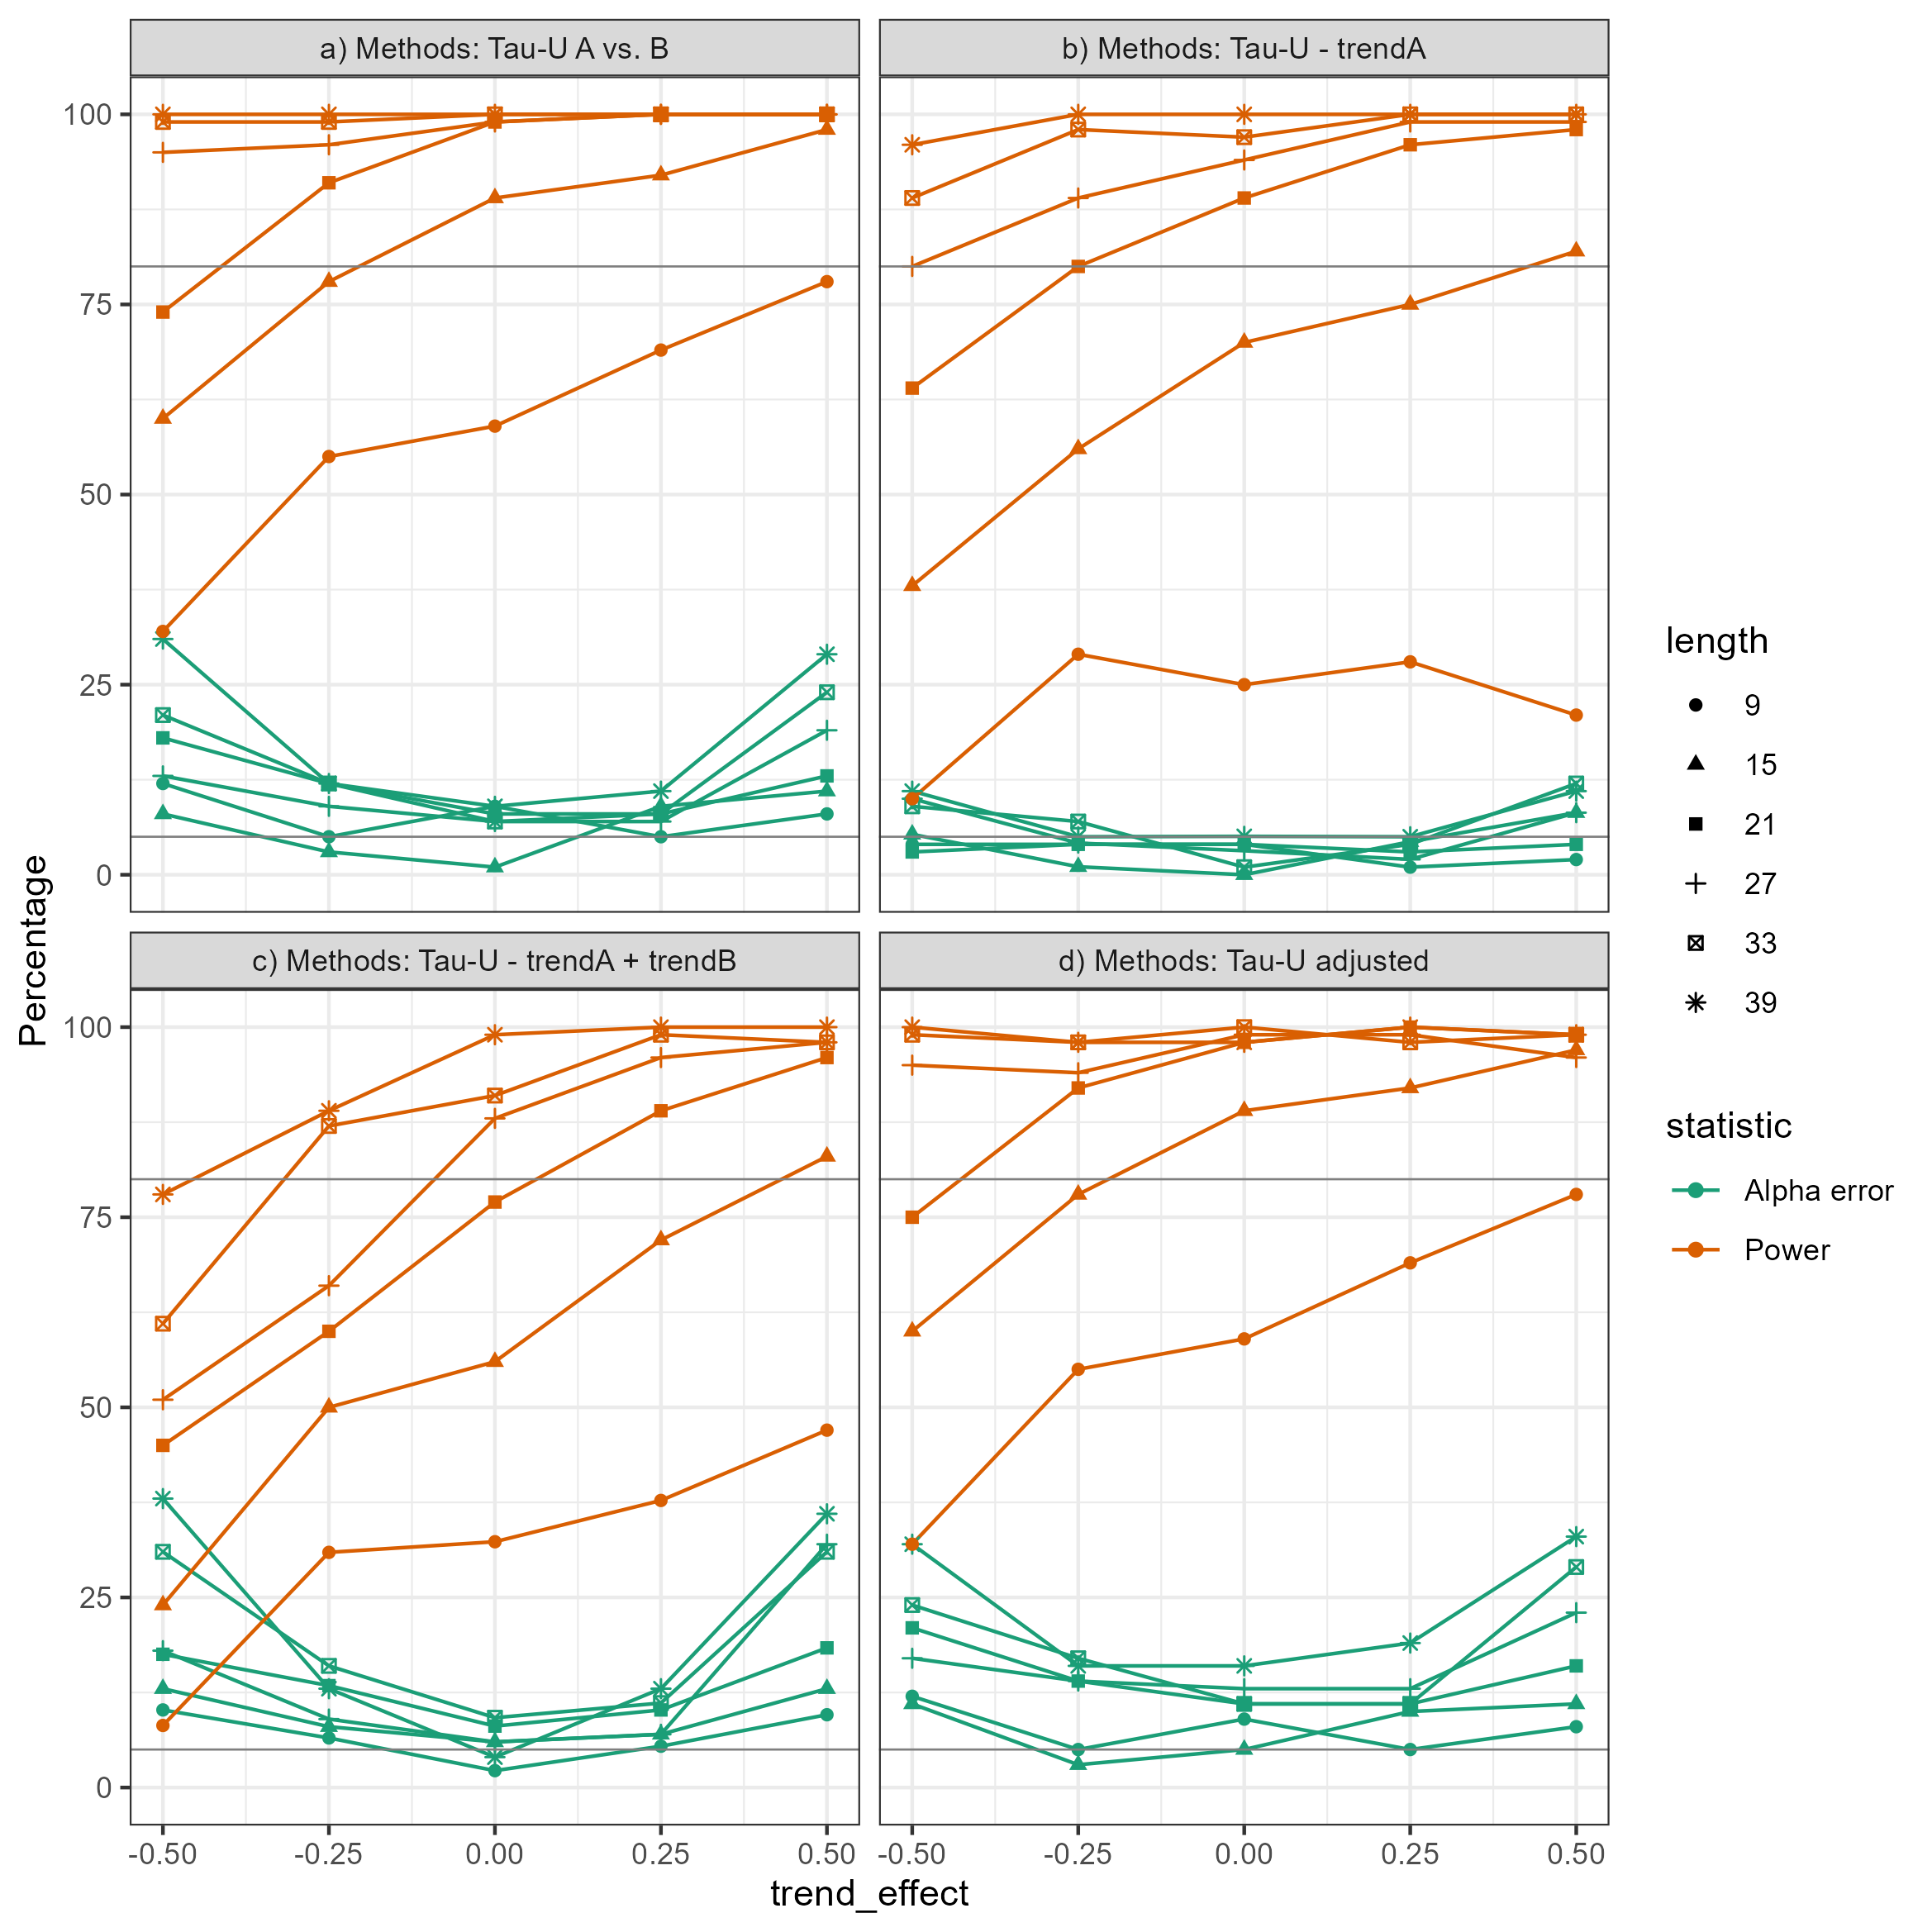 a) Methods: Tau-U A vs. B
b) Methods: Tau-U - trendA
100
75
50
25
0
c) Methods: Tau-U - trendA + trendB
d) Methods: Tau-U adjusted
100
75
50
25
0
-0.50 -0.25 0.00 0.25 0.50
-0.50 -0.25 0.00 0.25 0.50
trend_effect
Percentage
length
9
15
21
27
33
39
statistic
Alpha error
Power